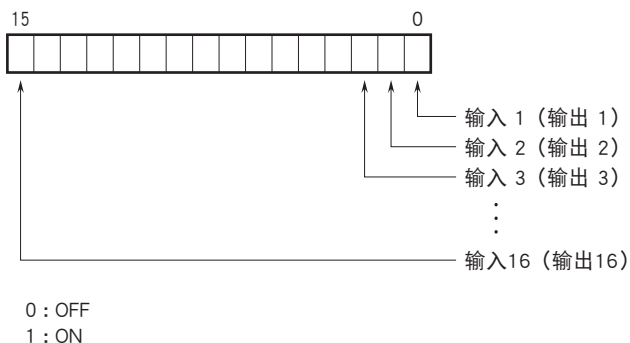 15 0
输入 1（输出 1）
输入 2（输出 2）
输入 3（输出 3）
输入16（输出16）
0：OFF
1：ON